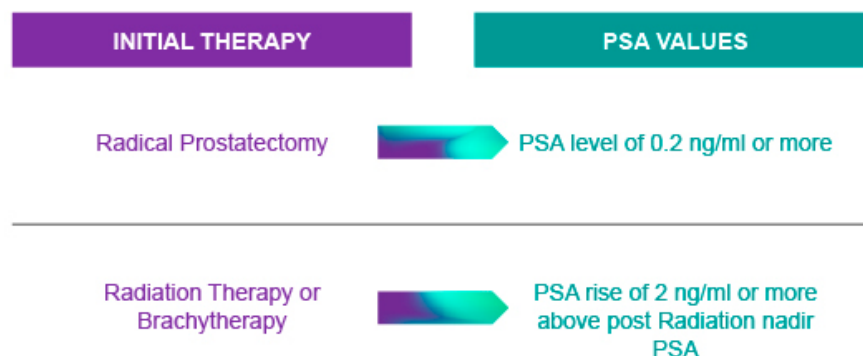 INITIAL THERAPY
PSA VALUES
Radical Prostatectomy
PSA level of 0.2 ng/ml or more
Radiation Therapy or
Brachytherapy
PSA rise of 2 ng/ml or more
above post Radiation nadir
PSA